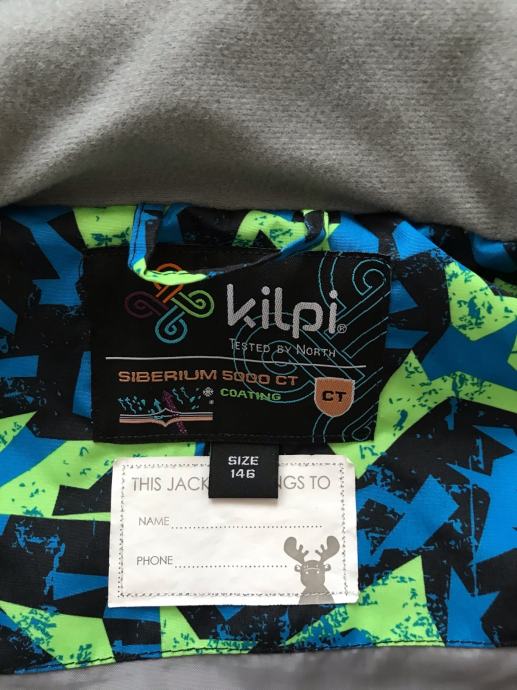 kilpi®
TESTED BY NORTH
SIBERIUM 5000 CT
COATING
CT
SIZE
146
THIS JACK NGS TO
NAME
PHONE